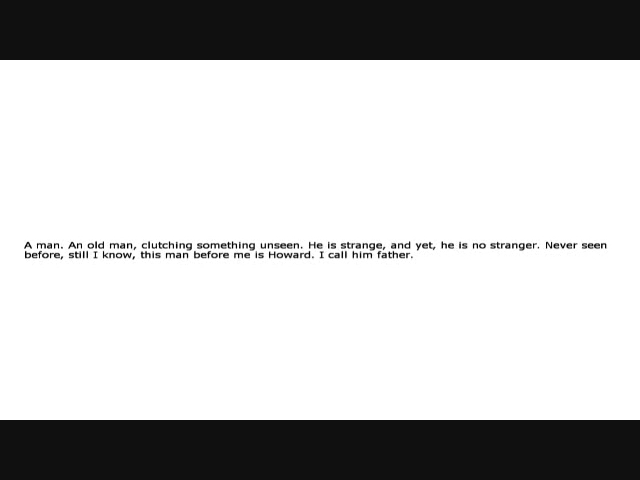 A man. An old man, clutching something unseen. He is strange, and yet, he is no stranger. Never seen
before, still I know, this man before me is Howard. I call him father.